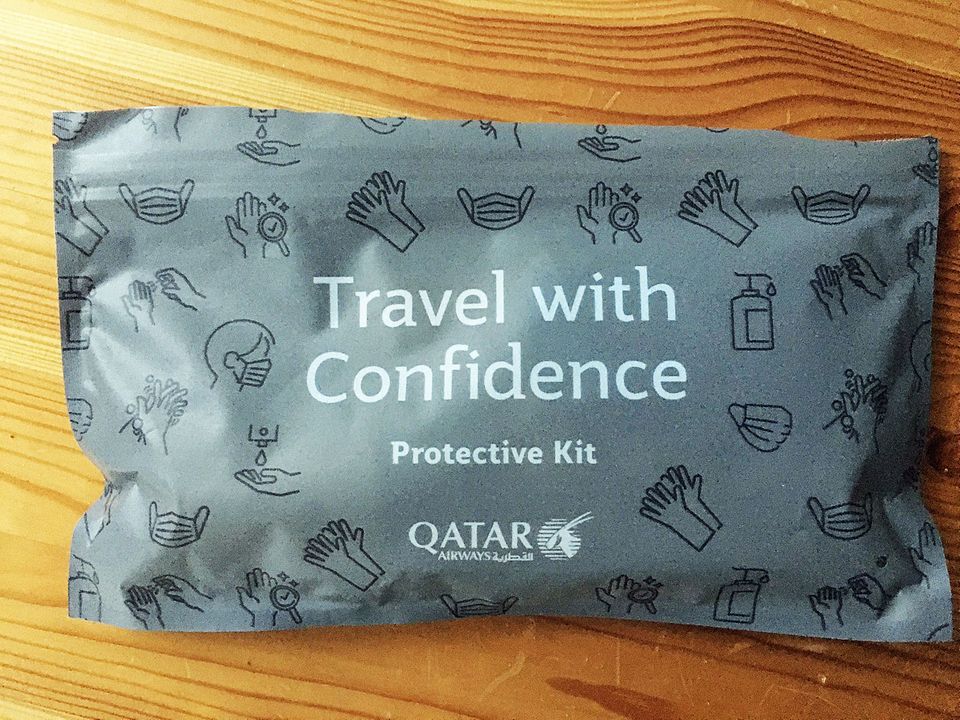 Travel with
Confidence
Protective Kit
QATAR
AIRWAYS القطرية